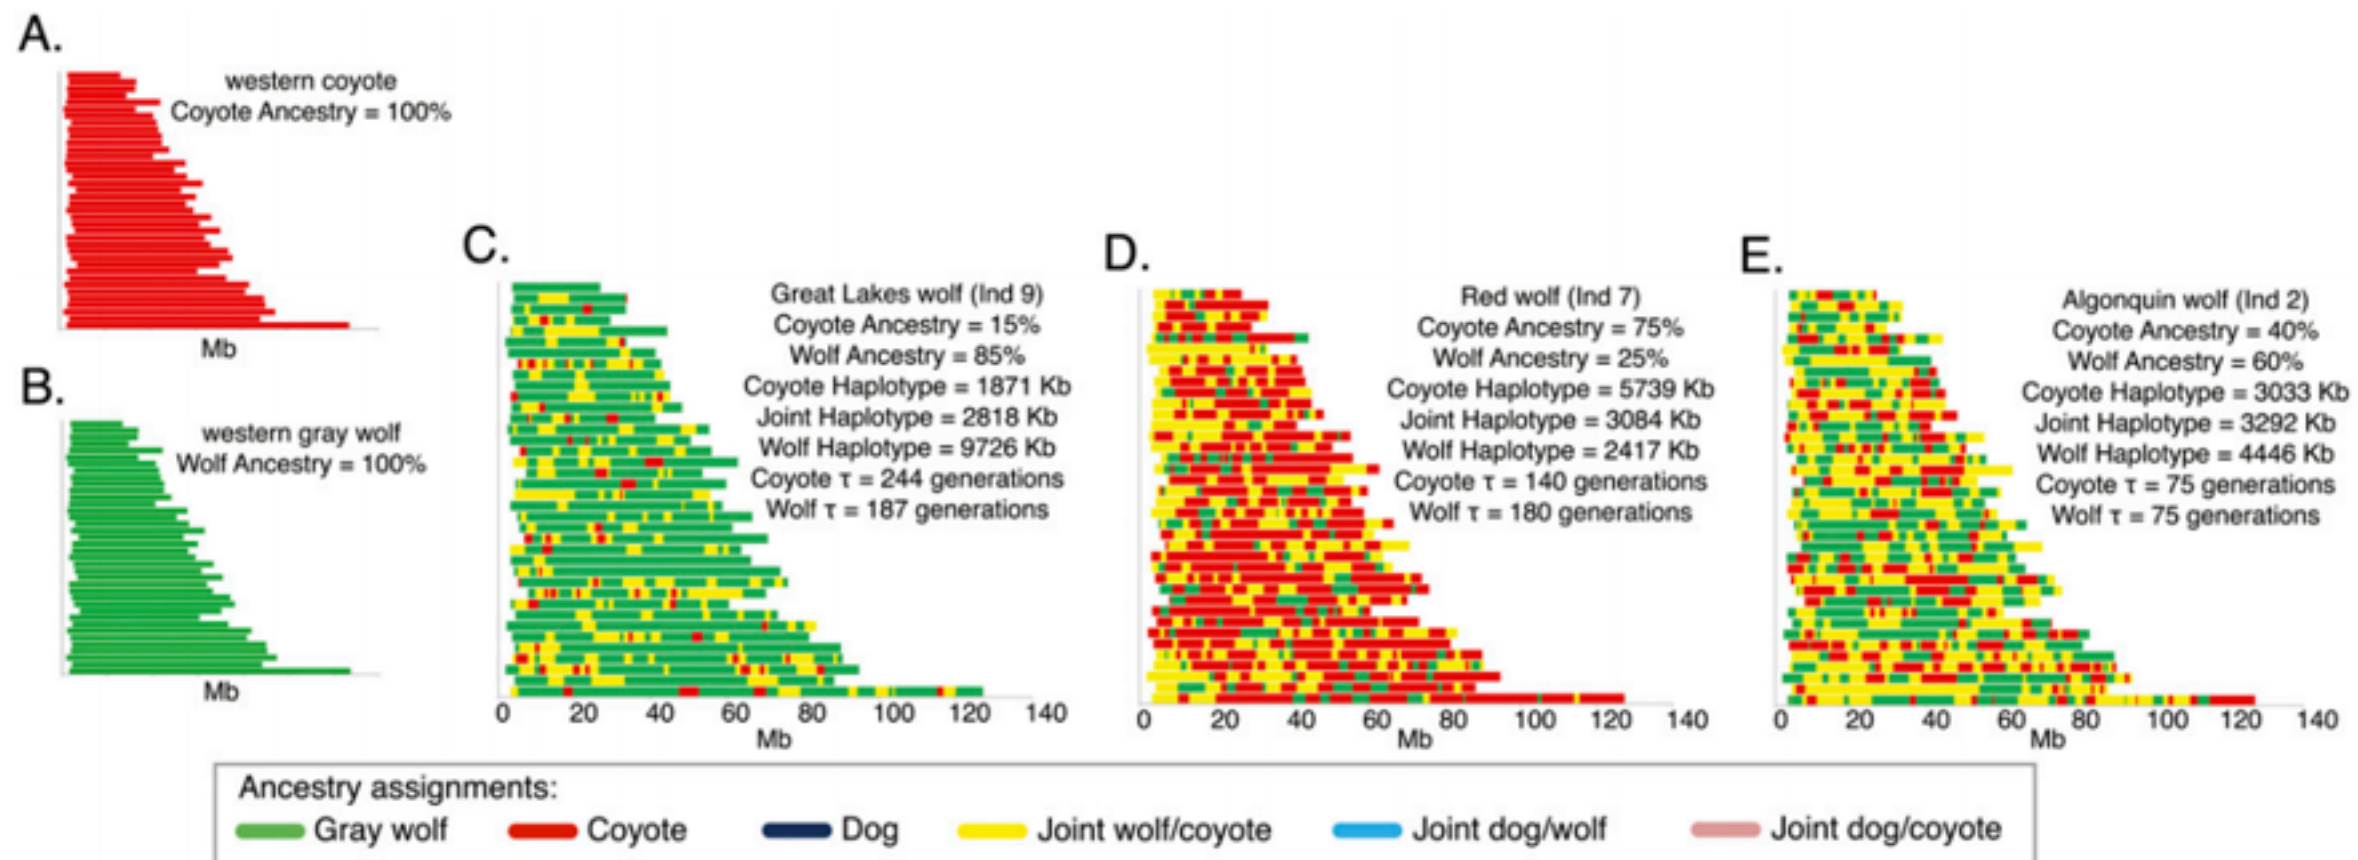 A.
western coyote
Coyote Ancestry = 100%
Mb
B.
western gray wolf
Wolf Ancestry = 100%
Mb
C.
Great Lakes wolf (Ind 9)
Coyote Ancestry = 15%
Wolf Ancestry = 85%
Coyote Haplotype = 1871 Kb
Joint Haplotype = 2818 Kb
Wolf Haplotype = 9726 Kb
Coyote τ = 244 generations
Wolf τ = 187 generations
0 20 40 60 80 100 120 140
Mb
D.
Red wolf (Ind 7)
Coyote Ancestry = 75%
Wolf Ancestry = 25%
Coyote Haplotype = 5739 Kb
Joint Haplotype = 3084 Kb
Wolf Haplotype = 2417 Kb
Coyote τ = 140 generations
Wolf τ = 180 generations
0 20 40 60 80 100 120 140
Mb
E.
Algonquin wolf (Ind 2)
Coyote Ancestry = 40%
Wolf Ancestry = 60%
Coyote Haplotype = 3033 Kb
Joint Haplotype = 3292 Kb
Wolf Haplotype = 4446 Kb
Coyote τ = 75 generations
Wolf τ = 75 generations
0 20 40 60 80 100 120 140
Mb
Ancestry assignments:
Gray wolf Coyote Dog Joint wolf/coyote Joint dog/wolf Joint dog/coyote